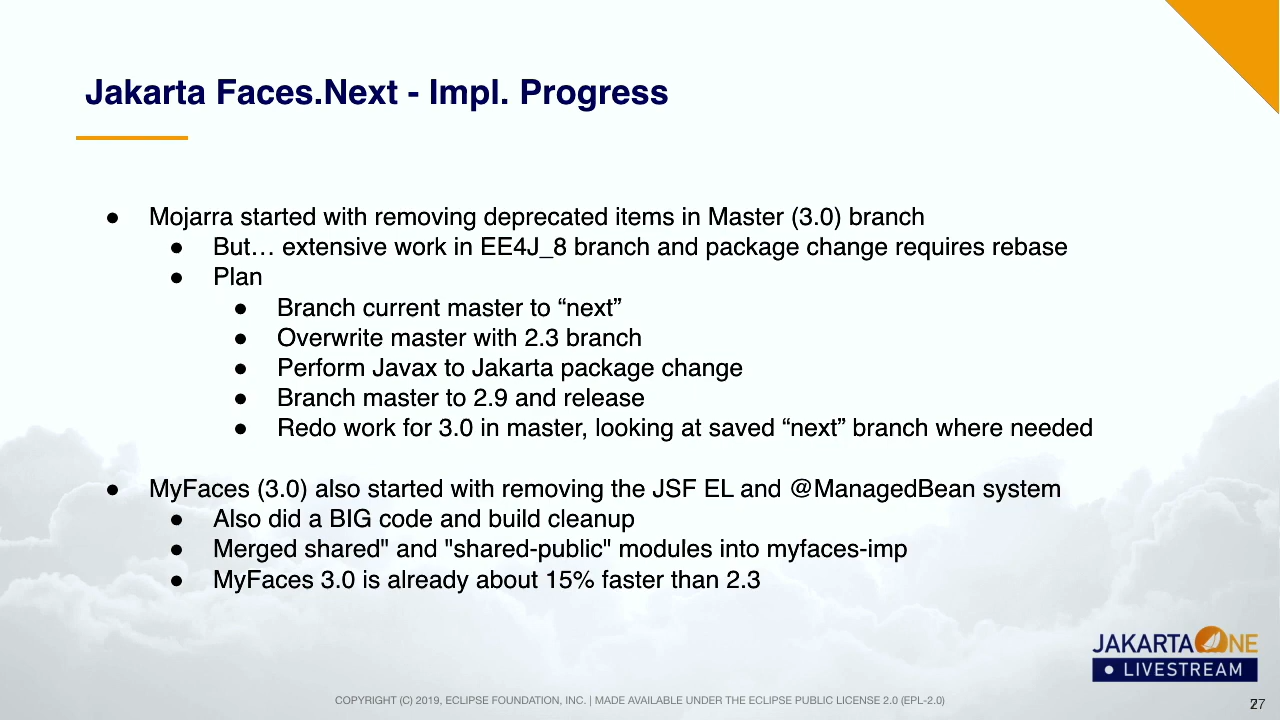 Jakarta Faces.Next - Impl. Progress
● Mojarra started with removing deprecated items in Master (3.0) branch
● But… extensive work in EE4J_8 branch and package change requires rebase
● Plan
● Branch current master to “next”
● Overwrite master with 2.3 branch
● Perform Javax to Jakarta package change
● Branch master to 2.9 and release
● Redo work for 3.0 in master, looking at saved “next” branch where needed
● MyFaces (3.0) also started with removing the JSF EL and @ManagedBean system
● Also did a BIG code and build cleanup
● Merged shared" and "shared-public" modules into myfaces-imp
● MyFaces 3.0 is already about 15% faster than 2.3
JAKARTA ONE
● LIVESTREAM
COPYRIGHT (C) 2019, ECLIPSE FOUNDATION, INC. | MADE AVAILABLE UNDER THE ECLIPSE PUBLIC LICENSE 2.0 (EPL-2.0)
27